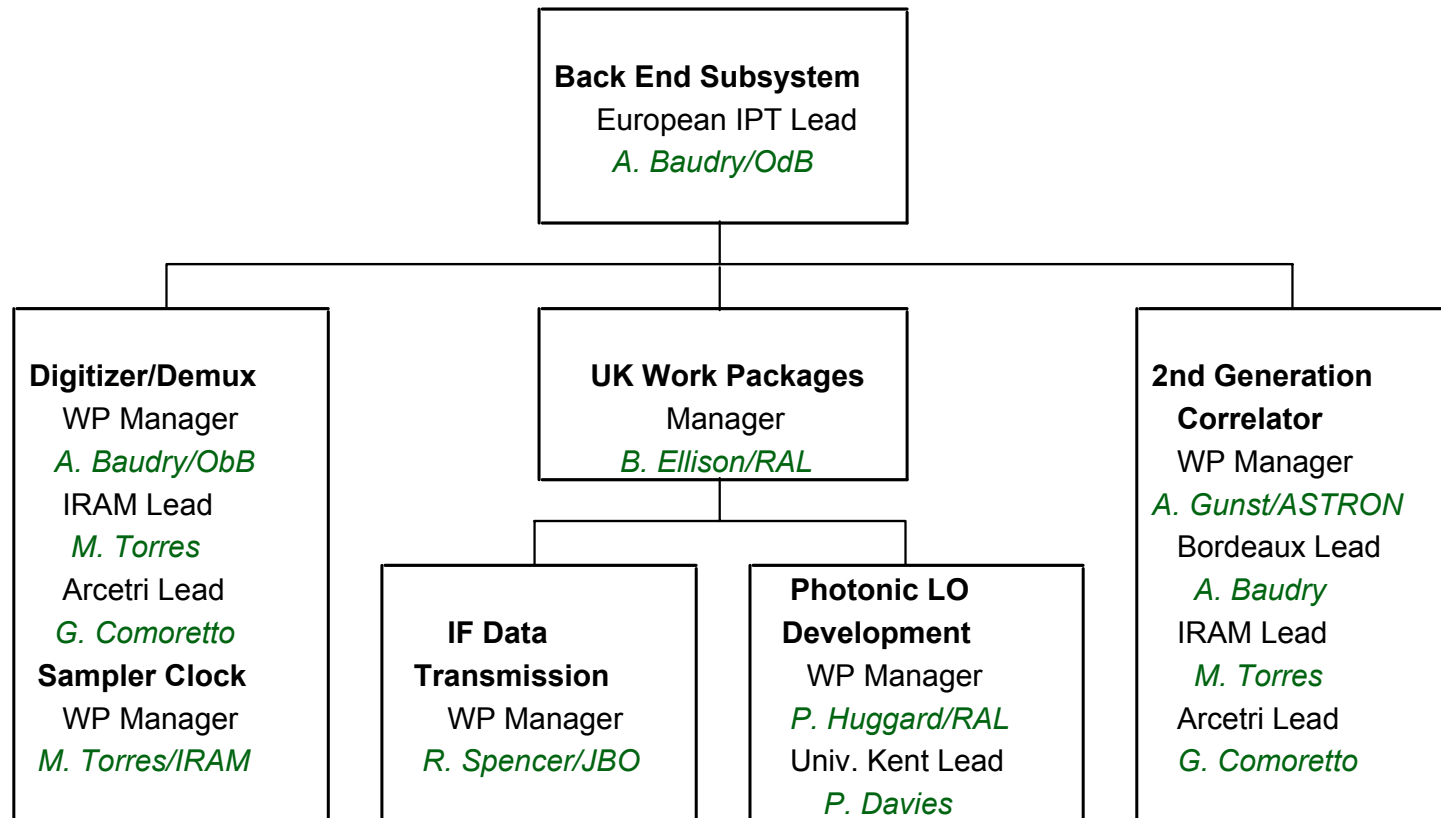 Back End Subsystem
European IPT Lead
A. Baudry/OdB
Digitizer/Demux
WP Manager
A. Baudry/ObB
IRAM Lead
M. Torres
Arcetri Lead
G. Comoretto
Sampler Clock
WP Manager
M. Torres/IRAM
UK Work Packages
Manager
B. Ellison/RAL
IF Data
Transmission
WP Manager
R. Spencer/JBO
Photonic LO
Development
WP Manager
P. Huggard/RAL
Univ. Kent Lead
P. Davies
2nd Generation
Correlator
WP Manager
A. Gunst/ASTRON
Bordeaux Lead
A. Baudry
IRAM Lead
M. Torres
Arcetri Lead
G. Comoretto